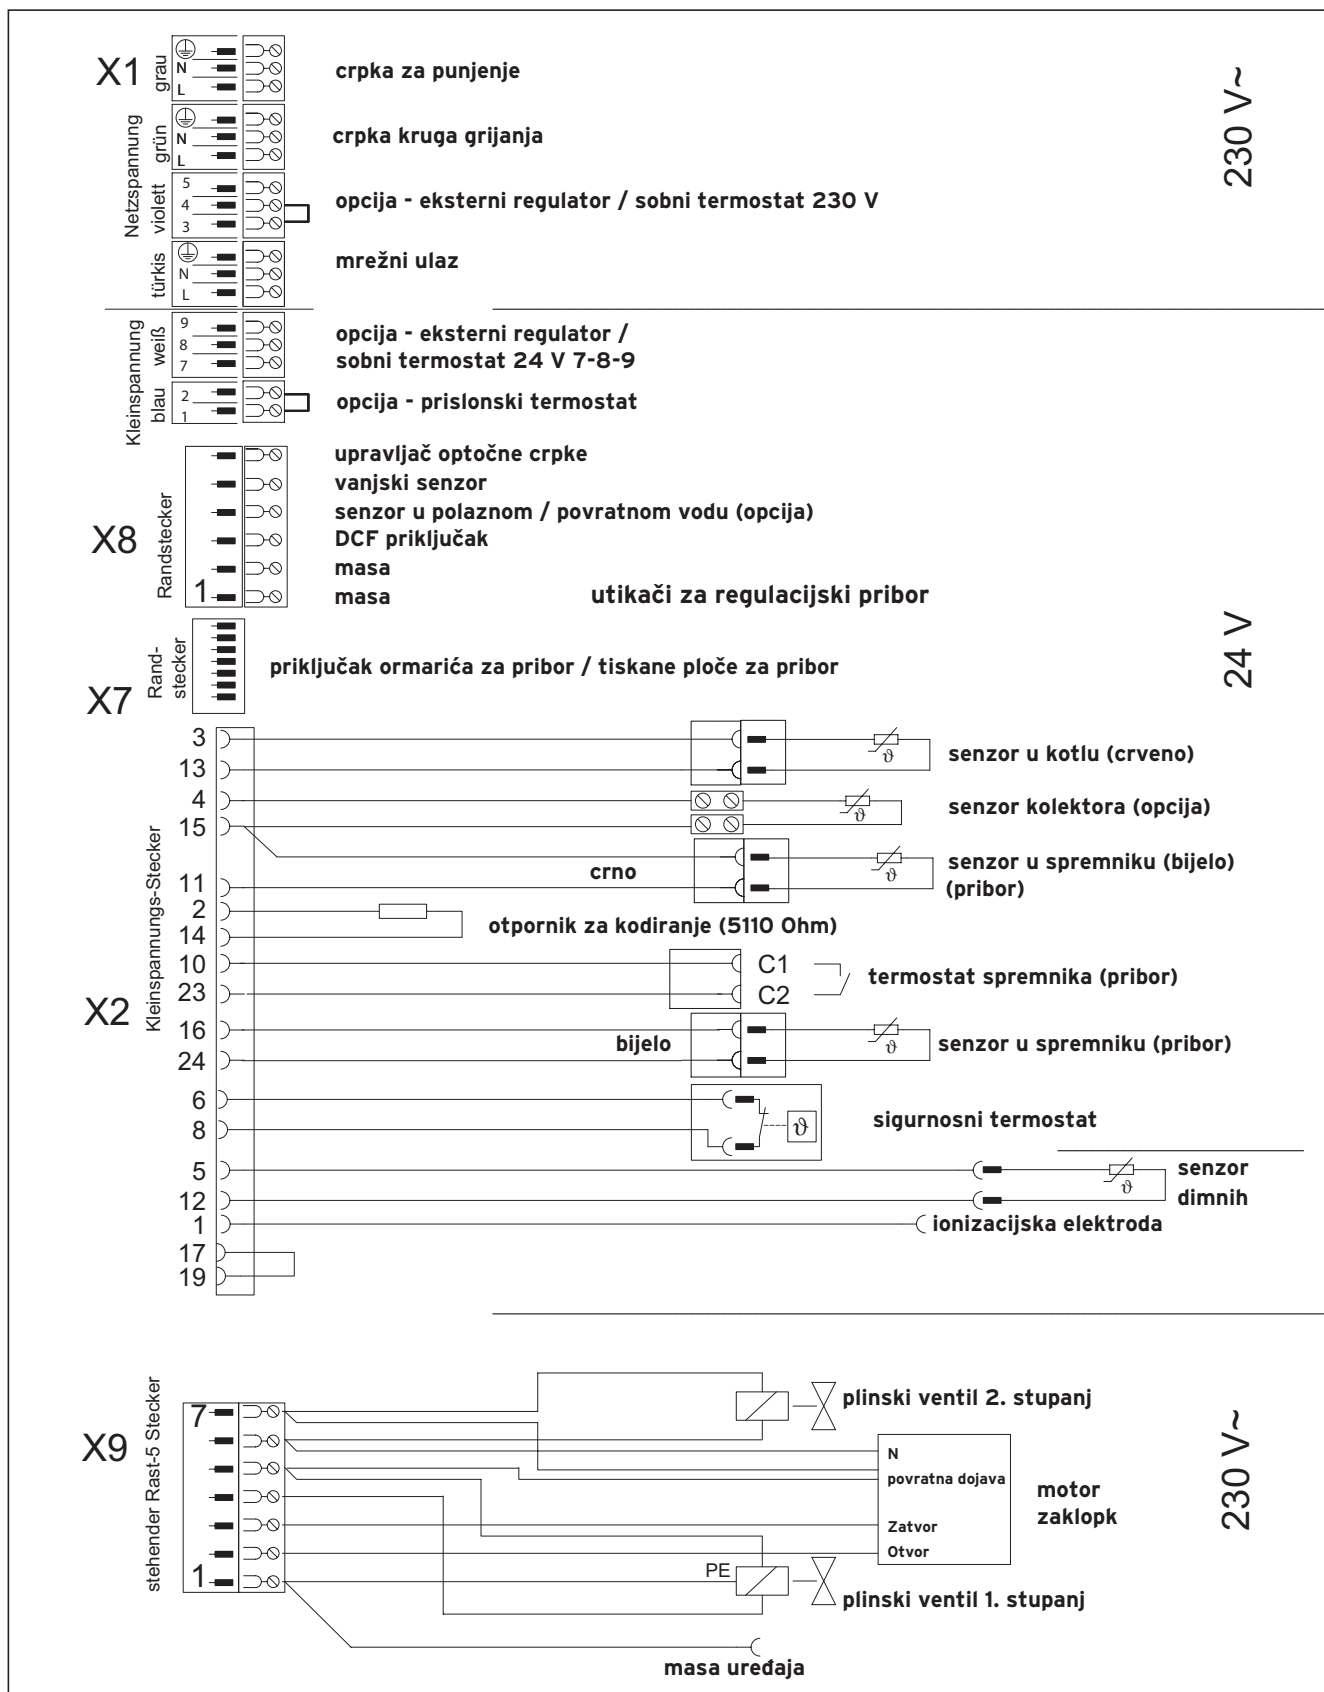 X1
Netzspannung
grau
N
L
crpka za punjenje
grün
N
L
crpka kruga grijanja
violett
5
4
3
opcija - eksterni regulator / sobni termostat 230 V
türkis
N
L
mrežni ulaz
230 V~
Kleinspannung
weiß
9
8
7
opcija - eksterni regulator /
sobni termostat 24 V 7-8-9
blau
2
1
opcija - prislonski termostat
X8
Randstecker
1
upravljač optočne crpke
vanjski senzor
senzor u polaznom / povratnom vodu (opcija)
DCF priključak
masa
masa
utikači za regulacijski pribor
24 V
X7
Rand-
stecker
priključak ormarića za pribor / tiskane ploče za pribor
X2
Kleinspannungs-Stecker
3
13
senzor u kotlu (crveno)
4
15
senzor kolektora (opcija)
11
crno
senzor u spremniku (bijelo)
(pribor)
2
14
otpornik za kodiranje (5110 Ohm)
10
C1
23
C2
termostat spremnika (pribor)
16
24
bijelo
senzor u spremniku (pribor)
6
8
ϑ
ϑ
ϑ
ϑ
ϑ
sigurnosni termostat
5
12
ϑ
senzor
dimnih
1
ionizacijska elektroda
17
19
X9
stehender Rast-5 Stecker
7
1
plinski ventil 2. stupanj
N
povratna dojava
Zatvor
Otvor
motor
zaklopk
PE
plinski ventil 1. stupanj
masa uređaja
230 V~